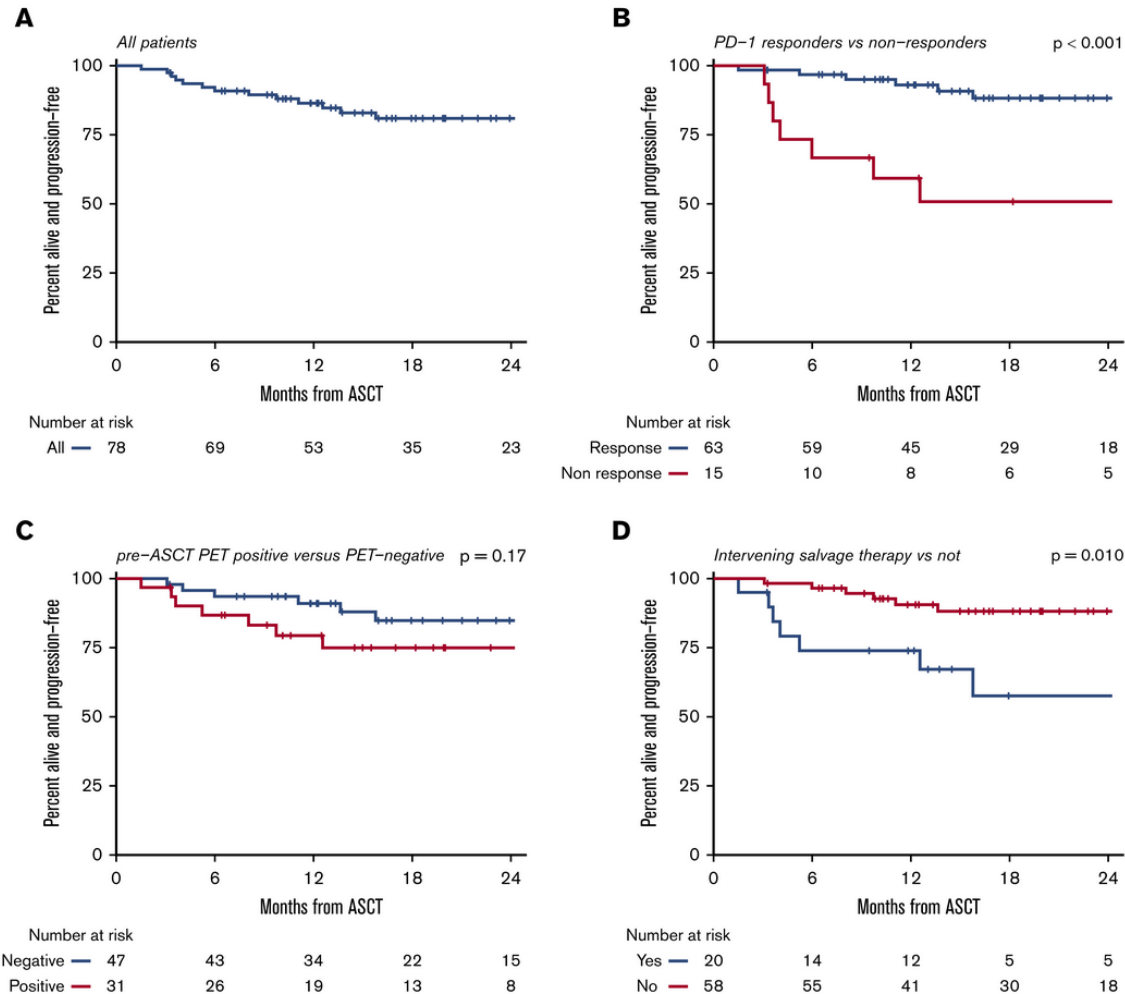 A
All patients
Percent alive and progression–free
100
75
50
25
0
0 6 12 18 24
Months from ASCT
Number at risk
All 78 69 53 35 23
B
PD–1 responders vs non–responders p < 0.001
Percent alive and progression–free
100
75
50
25
0
0 6 12 18 24
Months from ASCT
Number at risk
Response 63 59 45 29 18
Non response 15 10 8 6 5
C
pre–ASCT PET positive versus PET–negative p = 0.17
Percent alive and progression–free
100
75
50
25
0
0 6 12 18 24
Months from ASCT
Number at risk
Negative 47 43 34 22 15
Positive 31 26 19 13 8
D
Intervening salvage therapy vs not p = 0.010
Percent alive and progression–free
100
75
50
25
0
0 6 12 18 24
Months from ASCT
Number at risk
Yes 20 14 12 5 5
No 58 55 41 30 18